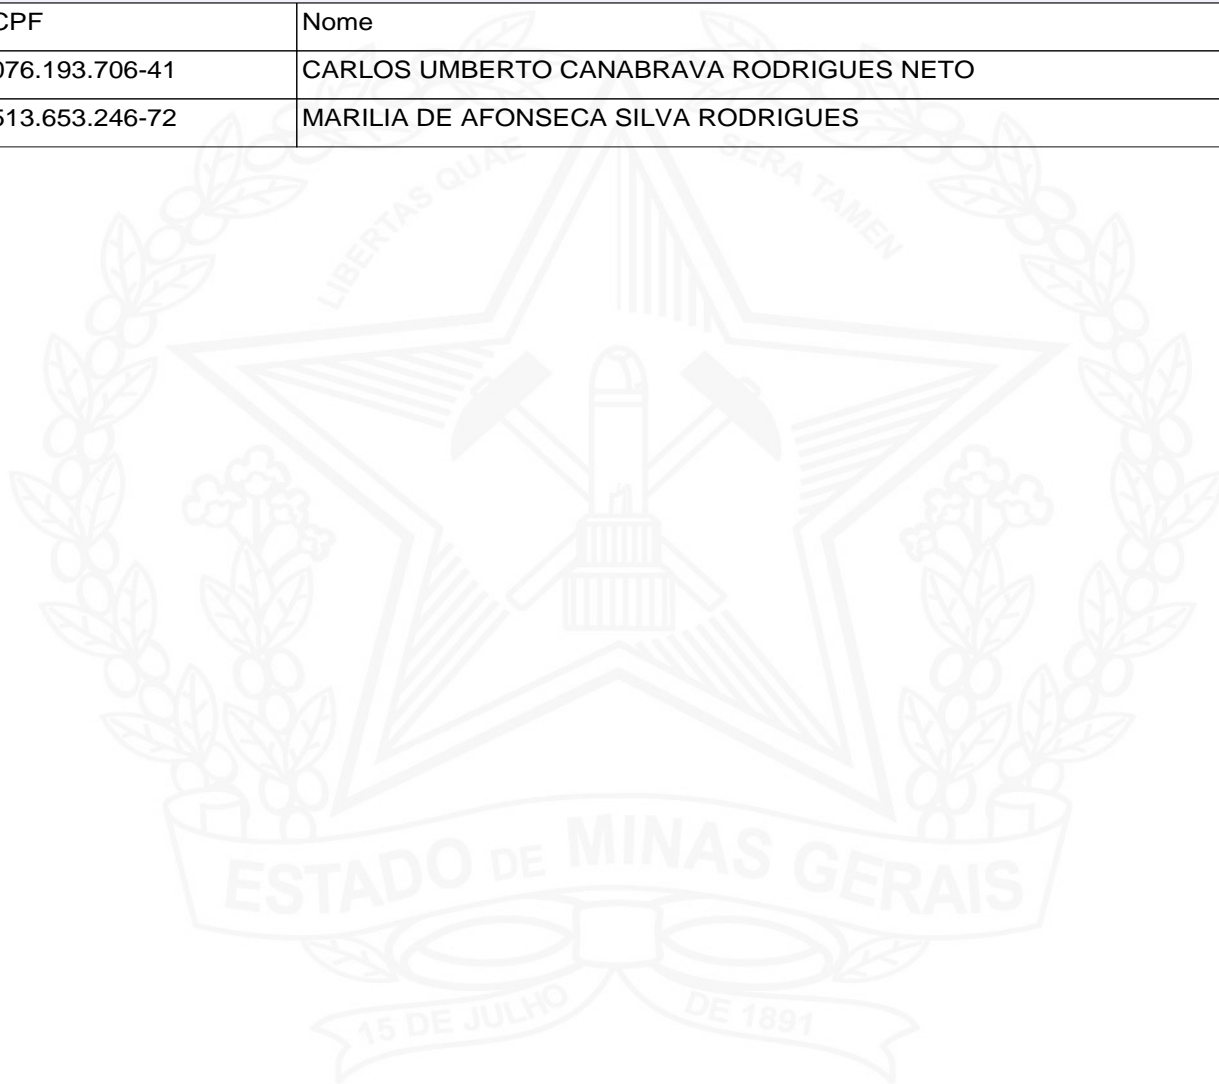 CPF Nome
076.193.706-41 CARLOS UMBERTO CANABRAVA RODRIGUES NETO
513.653.246-72 MARILIA DE AFONSECA SILVA RODRIGUES
LIBERTAS QUAE SERA TAMEN
ESTADO DE MINAS GERAIS
15 DE JULHO DE 1891